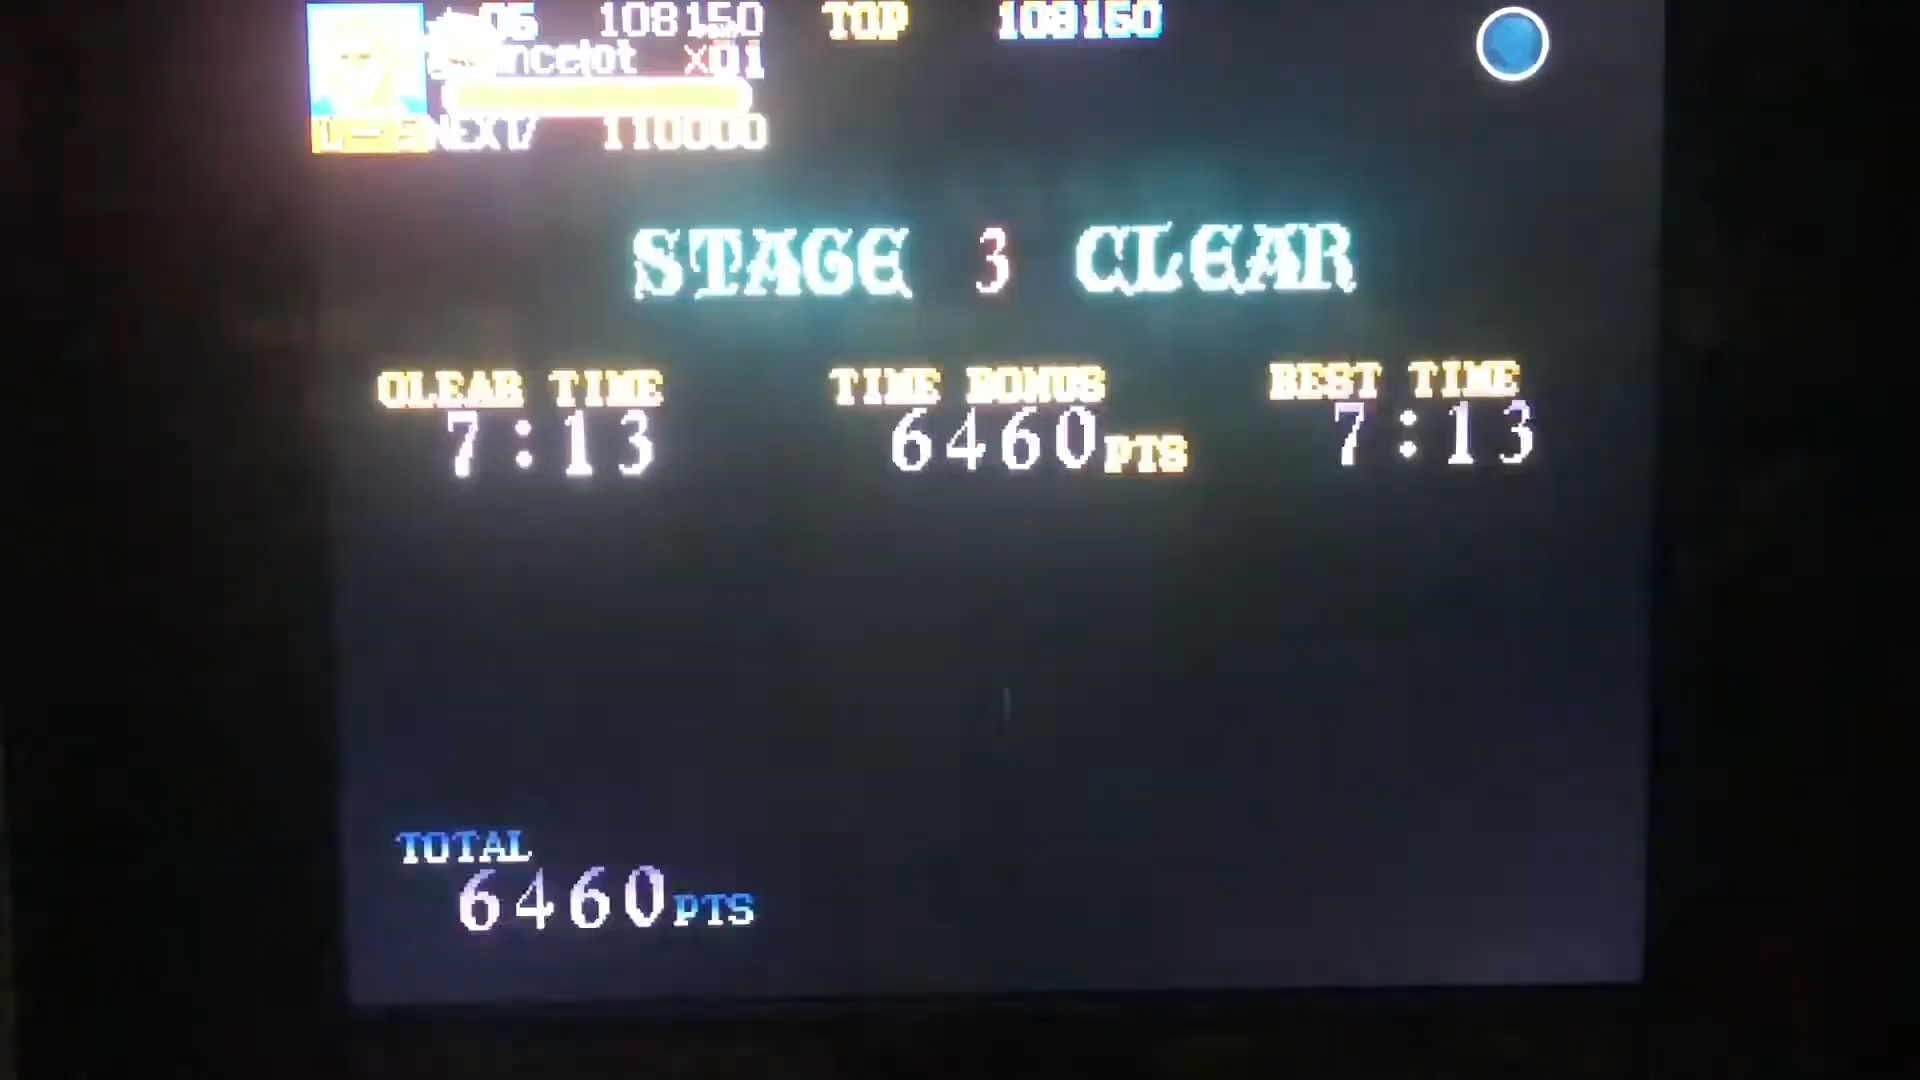 06 108150 TOP 108150
x01
NEXT/ 110000
STAGE 3 CLEAR
CLEAR TIME TIME BONUS BEST TIME
7:13 6460PTS 7:13
TOTAL
6460PTS